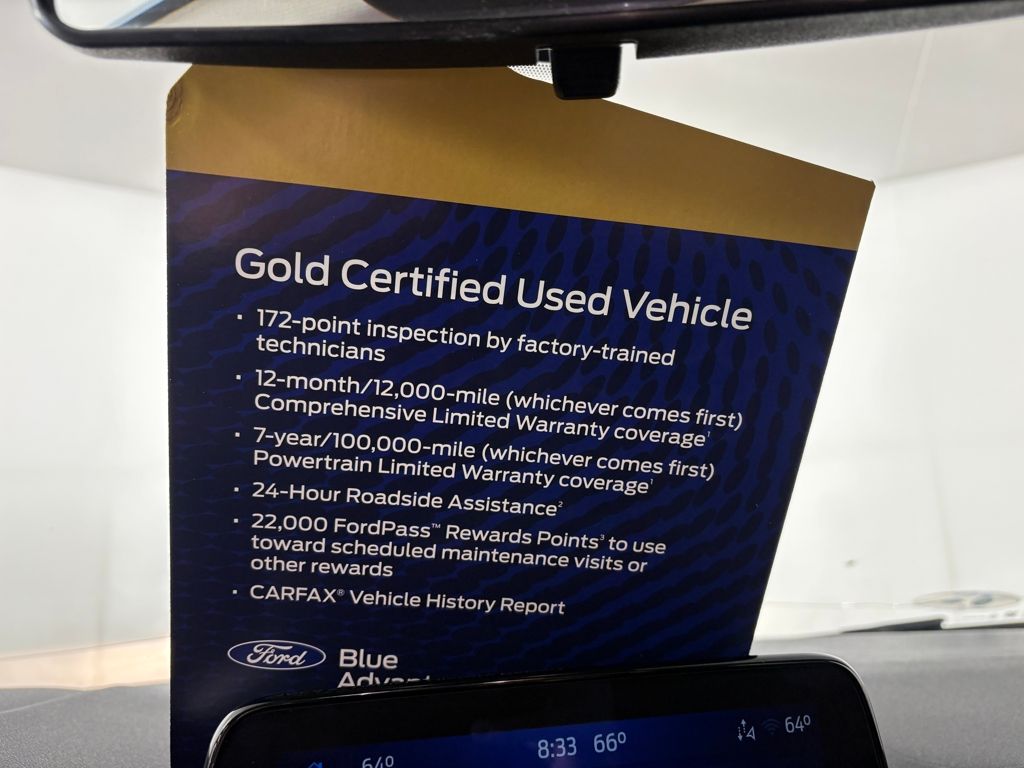 Gold Certified Used Vehicle
· 172-point inspection by factory-trained
technicians
· 12-month/12,000-mile (whichever comes first)
Comprehensive Limited Warranty coverage¹
· 7-year/100,000-mile (whichever comes first)
Powertrain Limited Warranty coverage¹
· 24-Hour Roadside Assistance²
· 22,000 FordPass™ Rewards Points³ to use
toward scheduled maintenance visits or
other rewards
· CARFAX® Vehicle History Report
Ford Blue
64° 8:33 66° 64°